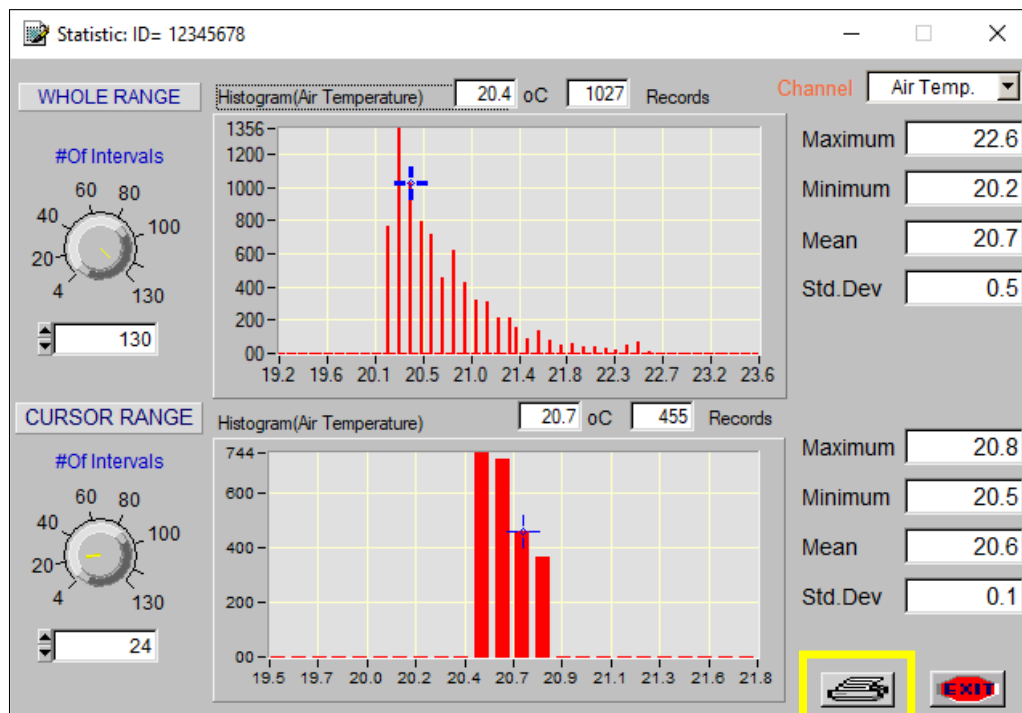 Statistic: ID= 12345678
WHOLE RANGE
Histogram(Air Temperature) 20.4 oC 1027 Records
Channel Air Temp.
#Of Intervals
4 20 40 60 80 100 130
130
1356
1200
1000
800
600
400
200
00
19.2 19.6 20.1 20.5 21.0 21.4 21.8 22.3 22.7 23.2 23.6
Maximum 22.6
Minimum 20.2
Mean 20.7
Std.Dev 0.5
CURSOR RANGE
Histogram(Air Temperature) 20.7 oC 455 Records
#Of Intervals
4 20 40 60 80 100 130
24
744
600
400
200
00
19.5 19.7 20.0 20.2 20.4 20.7 20.9 21.1 21.3 21.6 21.8
Maximum 20.8
Minimum 20.5
Mean 20.6
Std.Dev 0.1
EXIT